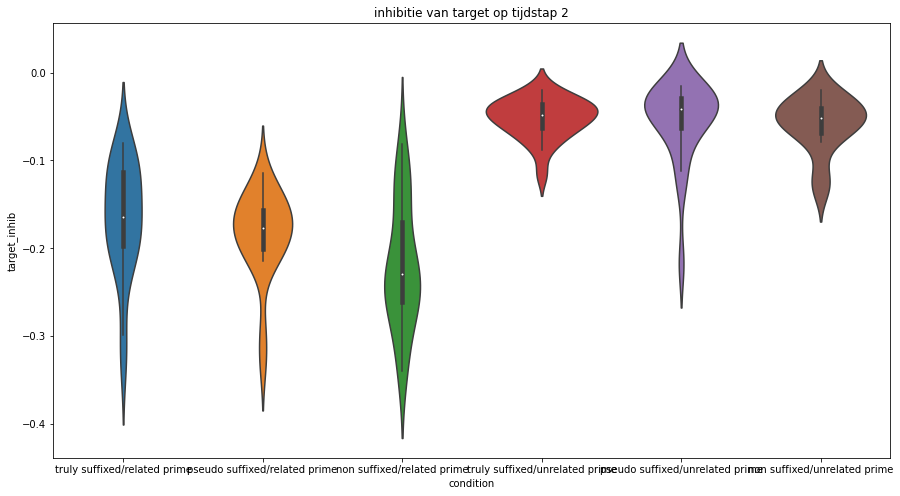 inhibitie van target op tijdstap 2
0.0
−0.1
−0.2
−0.3
−0.4
target_inhib
truly suffixed/related prime
pseudo suffixed/related prime
non suffixed/related prime
truly suffixed/unrelated prime
pseudo suffixed/unrelated prime
non suffixed/unrelated prime
condition